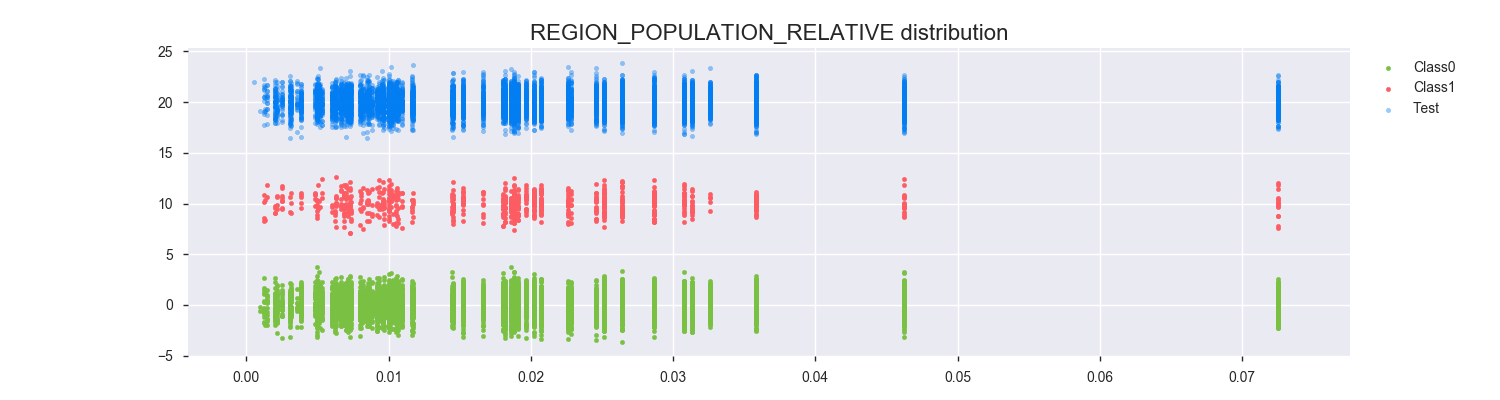 REGION_POPULATION_RELATIVE distribution
25
20
15
10
5
0
−5
0.00 0.01 0.02 0.03 0.04 0.05 0.06 0.07
Class0
Class1
Test